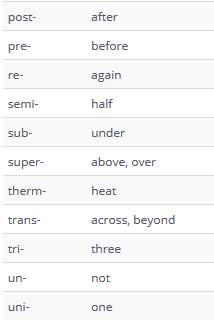 post- after
pre- before
re- again
semi- half
sub- under
super- above, over
therm- heat
trans- across, beyond
tri- three
un- not
uni- one